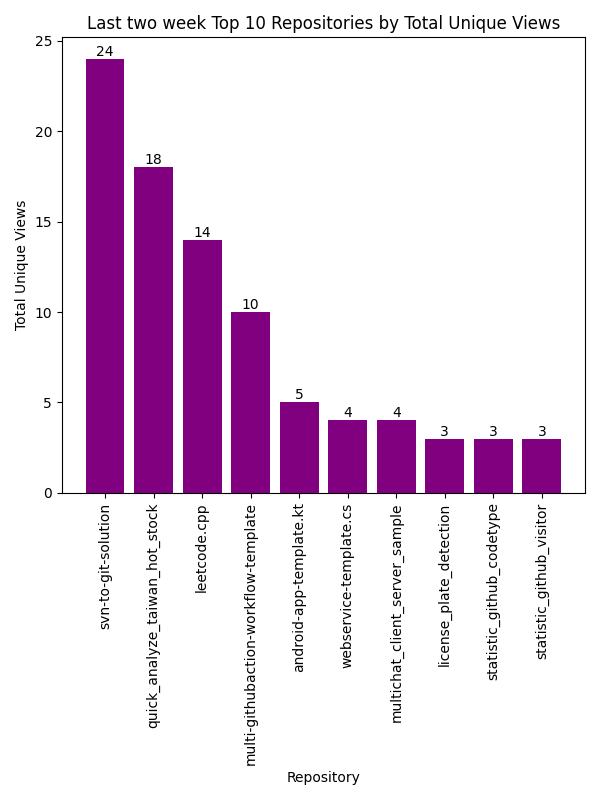 Last two week Top 10 Repositories by Total Unique Views
25
20
15
10
5
0
Total Unique Views
24
18
14
10
5
4
4
3
3
3
svn-to-git-solution
quick_analyze_taiwan_hot_stock
leetcode.cpp
multi-githubaction-workflow-template
android-app-template.kt
webservice-template.cs
multichat_client_server_sample
license_plate_detection
statistic_github_codetype
statistic_github_visitor
Repository